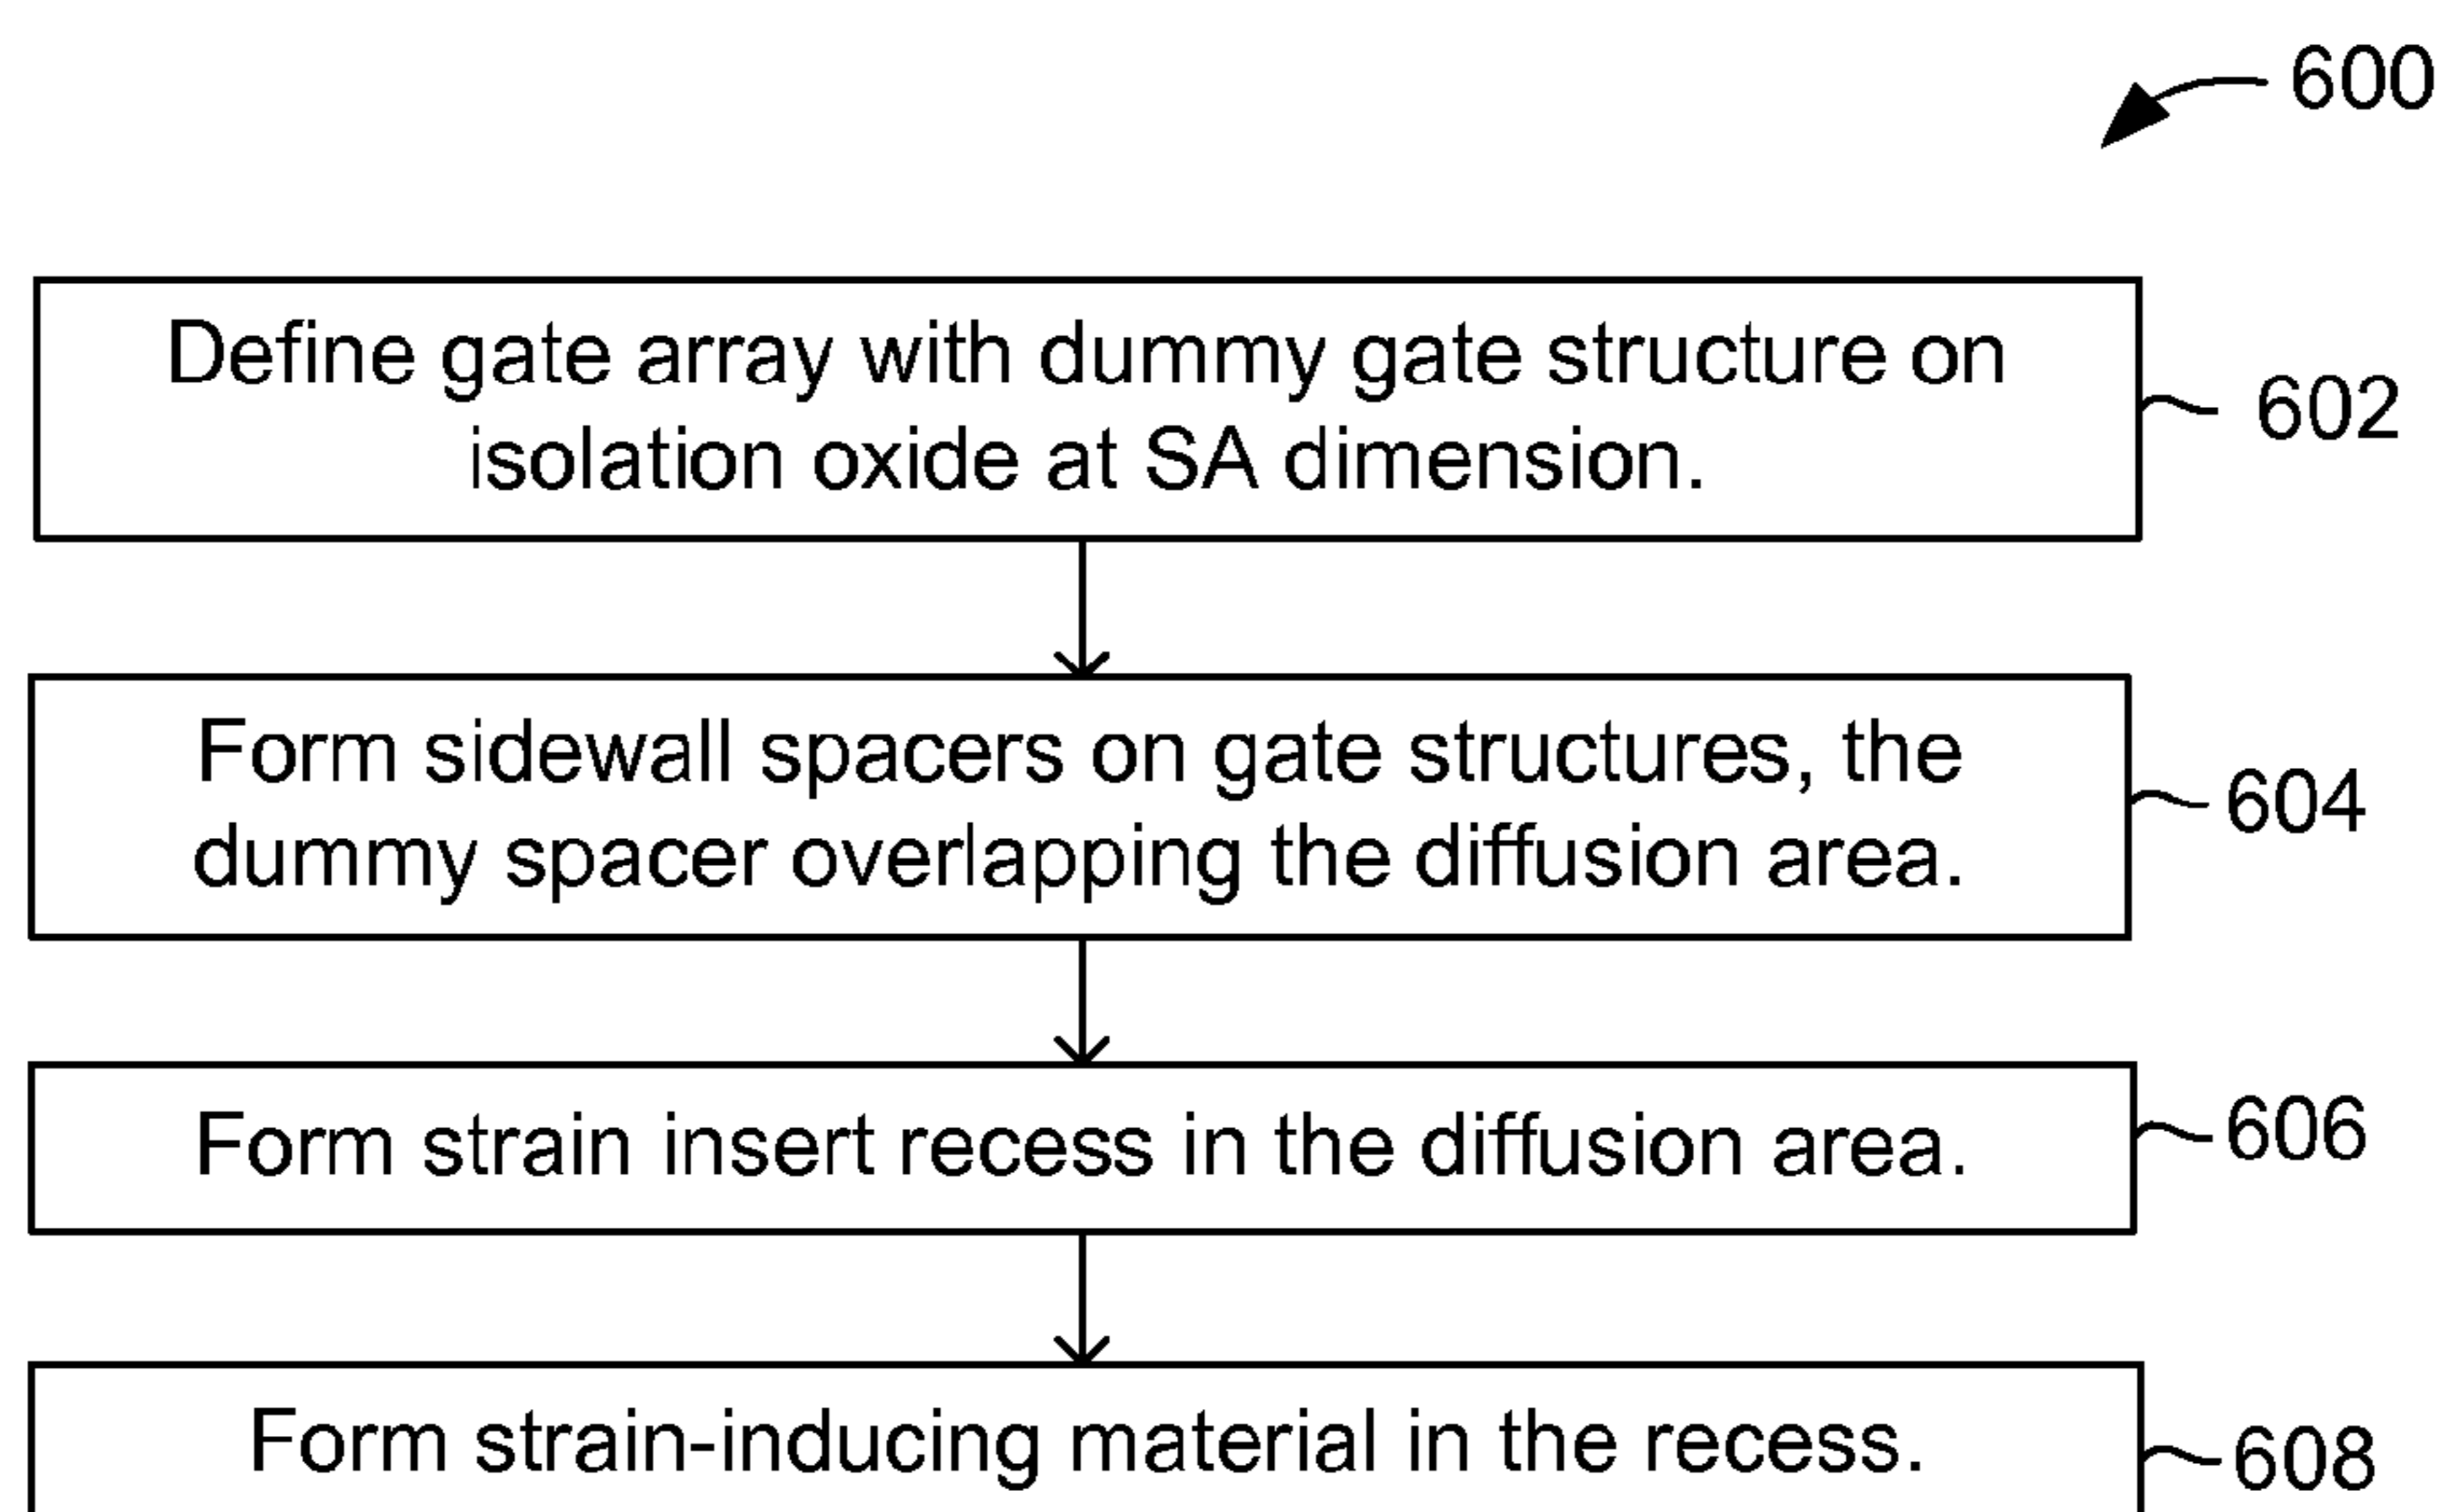 600
Define gate array with dummy gate structure on
isolation oxide at SA dimension.
602
Form sidewall spacers on gate structures, the
dummy spacer overlapping the diffusion area.
604
Form strain insert recess in the diffusion area.
606
Form strain-inducing material in the recess.
608